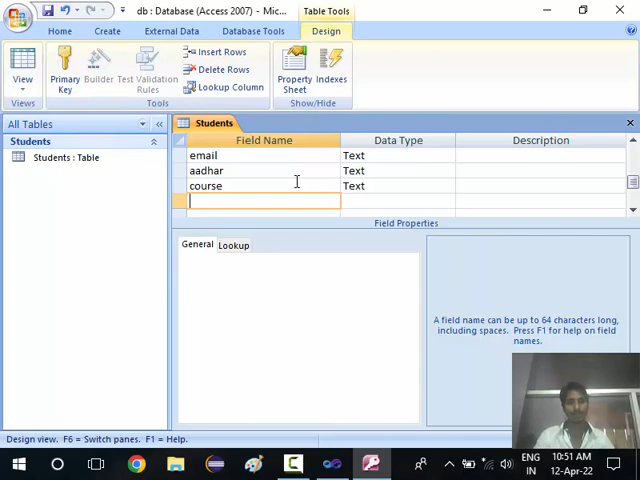 db : Database (Access 2007) - Mic...
Table Tools
Home
Create
External Data
Database Tools
Design
View
Primary Key
Builder
Test Validation Rules
Insert Rows
Delete Rows
Lookup Column
Property Sheet
Indexes
Views
Tools
Show/Hide
All Tables
Students
Students : Table
Students
Field Name
Data Type
Description
email
Text
aadhar
Text
course
Text
Field Properties
General
Lookup
A field name can be up to 64 characters long,
including spaces. Press F1 for help on field
names.
Design view. F6 = Switch panes. F1 = Help.
ENG
IN
10:51 AM
12-Apr-22